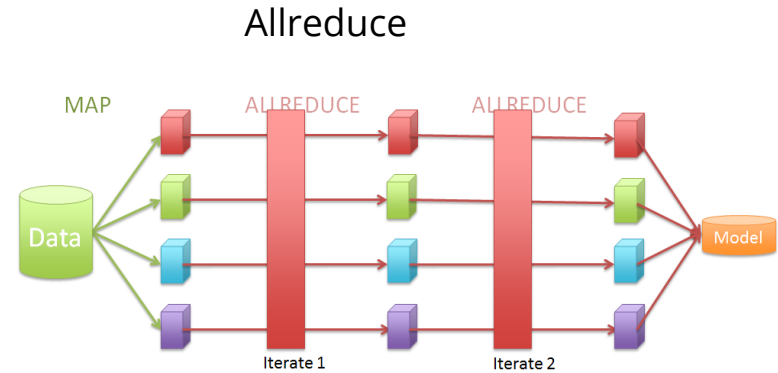 Allreduce
MAP
ALLREDUCE
ALLREDUCE
Data
Model
Iterate 1
Iterate 2